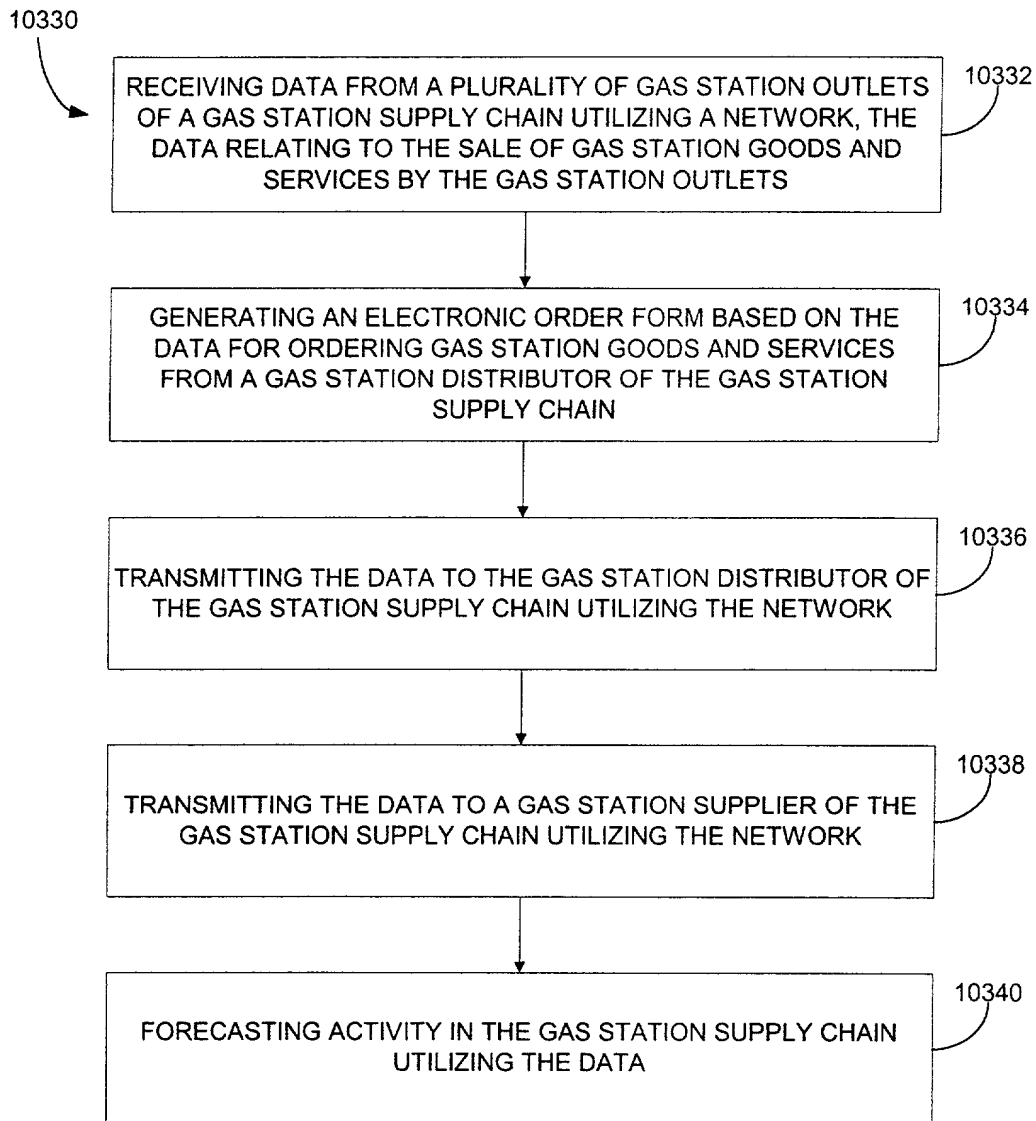 10330
RECEIVING DATA FROM A PLURALITY OF GAS STATION OUTLETS
OF A GAS STATION SUPPLY CHAIN UTILIZING A NETWORK, THE
DATA RELATING TO THE SALE OF GAS STATION GOODS AND
SERVICES BY THE GAS STATION OUTLETS
10332
GENERATING AN ELECTRONIC ORDER FORM BASED ON THE
DATA FOR ORDERING GAS STATION GOODS AND SERVICES
FROM A GAS STATION DISTRIBUTOR OF THE GAS STATION
SUPPLY CHAIN
10334
TRANSMITTING THE DATA TO THE GAS STATION DISTRIBUTOR OF
THE GAS STATION SUPPLY CHAIN UTILIZING THE NETWORK
10336
TRANSMITTING THE DATA TO A GAS STATION SUPPLIER OF THE
GAS STATION SUPPLY CHAIN UTILIZING THE NETWORK
10338
FORECASTING ACTIVITY IN THE GAS STATION SUPPLY CHAIN
UTILIZING THE DATA
10340